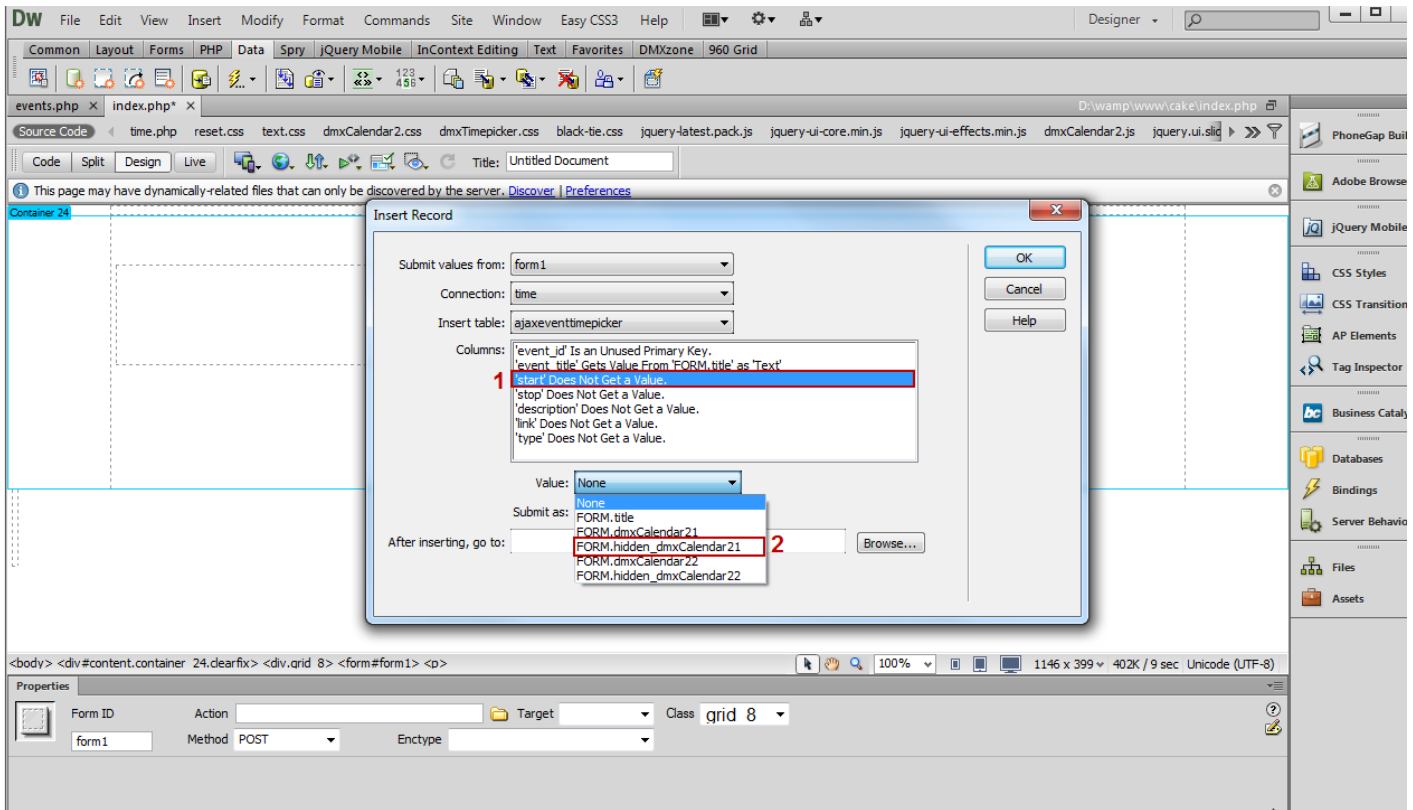 DW File Edit View Insert Modify Format Commands Site Window Easy CSS3 Help Designer
Common Layout Forms PHP Data Spry jQuery Mobile InContext Editing Text Favorites DMXzone 960 Grid
events.php × index.php* × D:\wamp\www\cake\index.php
Source Code time.php reset.css text.css dmxCalendar2.css dmxTimepicker.css black-tie.css jquery-latest.pack.js jquery-ui-core.min.js jquery-ui-effects.min.js dmxCalendar2.js jquery.ui.slid
Code Split Design Live Title: Untitled Document
This page may have dynamically-related files that can only be discovered by the server. Discover | Preferences
Container 24
Insert Record
Submit values from: form1
Connection: time
Insert table: ajaxeventtimepicker
Columns: 'event_id' Is an Unused Primary Key.
'event_title' Gets Value From 'FORM.title' as 'Text'
1 'start' Does Not Get a Value.
'stop' Does Not Get a Value.
'description' Does Not Get a Value.
'link' Does Not Get a Value.
'type' Does Not Get a Value.
Value: None
None
Submit as: FORM.title
FORM.dmxCalendar21
After inserting, go to: FORM.hidden_dmxCalendar21 2 Browse...
FORM.dmxCalendar22
FORM.hidden_dmxCalendar22
OK
Cancel
Help
PhoneGap Buil
Adobe Browse
jQuery Mobile
CSS Styles
CSS Transition
AP Elements
Tag Inspector
Business Cataly
Databases
Bindings
Server Behavio
Files
Assets
<body> <div#content.container_24.clearfix> <div.grid_8> <form#form1> <p> 100% 1146 x 399 402K / 9 sec Unicode (UTF-8)
Properties
Form ID Action Target Class grid_8
form1 Method POST Enctype